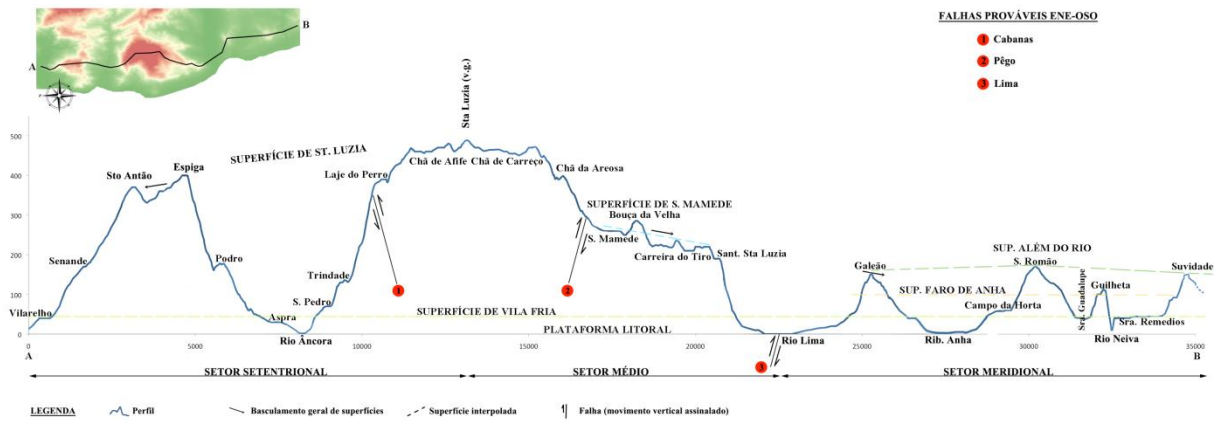 B
A
FALHAS PROVÁVEIS ENE-OSO
1 Cabanas
2 Pêgo
3 Lima
Sta Luzia (v.g.)
500
400
300
200
100
0
SUPERFÍCIE DE ST. LUZIA
Sto Antão
Espiga
Laje do Perro
Chã de Afife
Chã de Carreço
Chã da Areosa
SUPERFÍCIE DE S. MAMEDE
Bouça da Velha
S. Mamede
Carreira do Tiro
Sant. Sta Luzia
SUP. ALÉM DO RIO
S. Romão
Galeão
Suvidade
Senande
Podro
Trindade
S. Pedro
1
2
SUP. FARO DE ANHA
Campo da Horta
Sra. Guadalupe
Guilheta
Vilarelho
Aspra
SUPERFÍCIE DE VILA FRIA
PLATAFORMA LITORAL
Sra. Remedios
Rio Âncora
Rio Lima
Rib. Anha
Rio Neiva
0
5000
10000
15000
20000
25000
30000
35000
A
B
3
SETOR SETENTRIONAL
SETOR MÉDIO
SETOR MERIDIONAL
LEGENDA
Perfil
Basculamento geral de superfícies
Superfície interpolada
Falha (movimento vertical assinalado)